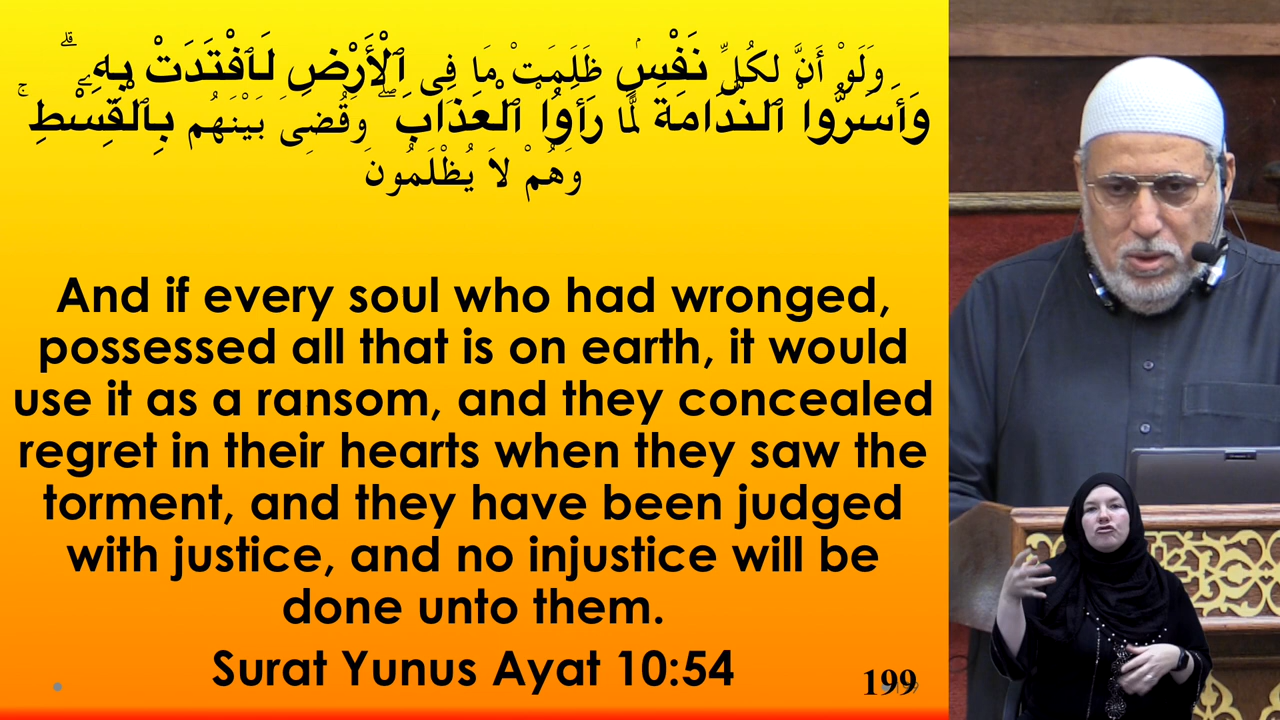 وَلَوْ أَنَّ لِكُلِّ نَفْسٍ ظَلَمَتْ مَا فِى ٱلْأَرْضِ لَٱفْتَدَتْ بِهِۦ ۗ
وَأَسَرُّوا۟ ٱلنَّدَامَةَ لَمَّا رَأَوُا۟ ٱلْعَذَابَ ۖ وَقُضِىَ بَيْنَهُم بِٱلْقِسْطِ ۚ
وَهُمْ لَا يُظْلَمُونَ
And if every soul who had wronged,
possessed all that is on earth, it would
use it as a ransom, and they concealed
regret in their hearts when they saw the
torment, and they have been judged
with justice, and no injustice will be
done unto them.
Surat Yunus Ayat 10:54
199